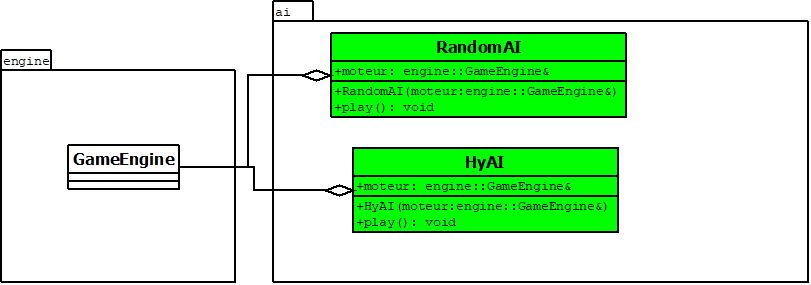 ai
engine
RandomAI
+moteur: engine::GameEngine&
+RandomAI(moteur:engine::GameEngine&)
+play(): void
GameEngine
HyAI
+moteur: engine::GameEngine&
+HyAI(moteur:engine::GameEngine&)
+play(): void